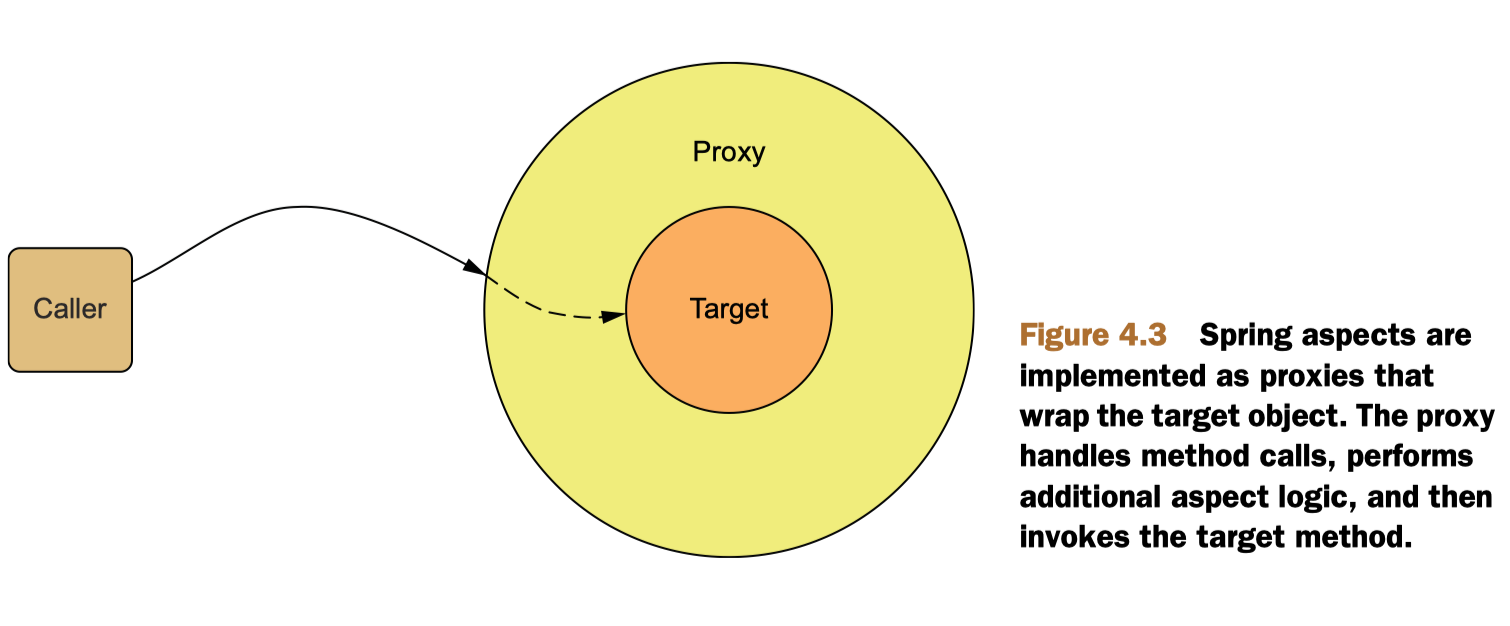 Proxy
Caller
Target
Figure 4.3 Spring aspects are
implemented as proxies that
wrap the target object. The proxy
handles method calls, performs
additional aspect logic, and then
invokes the target method.